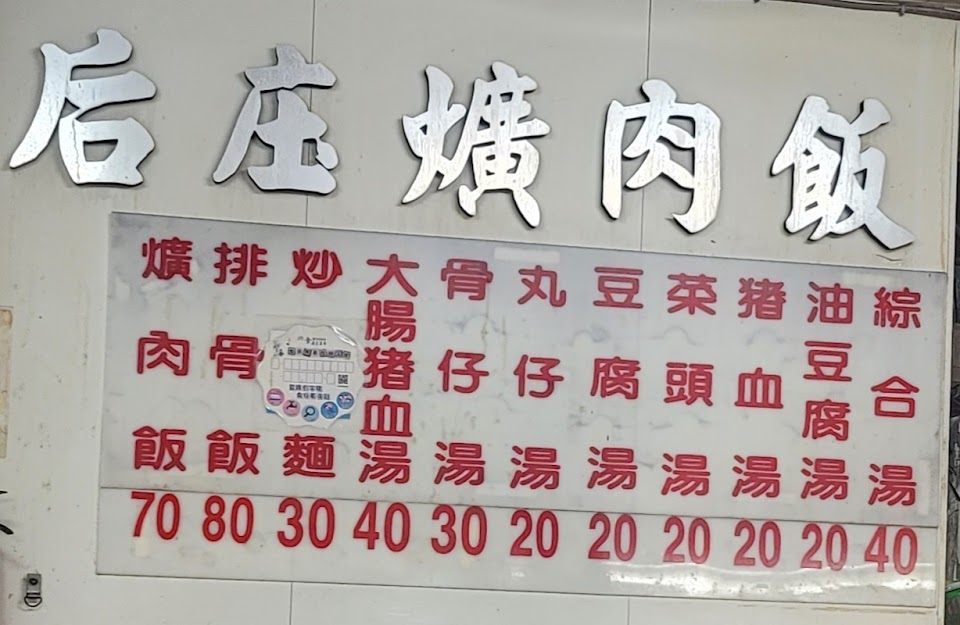 后庄爌肉飯
爌肉飯 70
排骨飯 80
炒麵 30
大腸猪血湯 40
骨仔湯 30
丸仔湯 20
豆腐湯 20
菜頭湯 20
猪血湯 20
油豆腐湯 20
綜合湯 40